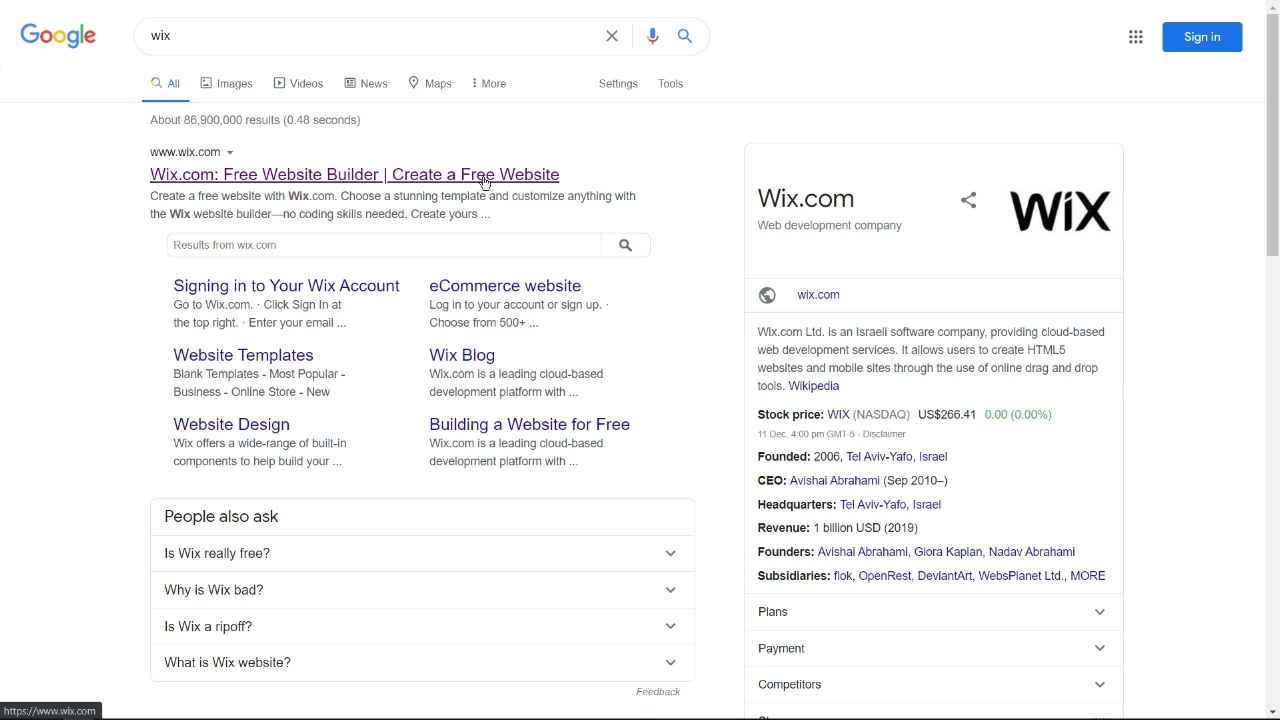 Google
wix
Sign in
All
Images
Videos
News
Maps
More
Settings
Tools
About 86,900,000 results (0.48 seconds)
www.wix.com
Wix.com: Free Website Builder | Create a Free Website
Create a free website with Wix.com. Choose a stunning template and customize anything with
the Wix website builder—no coding skills needed. Create yours ...
Results from wix.com
Signing in to Your Wix Account
Go to Wix.com. · Click Sign In at
the top right. · Enter your email ...
eCommerce website
Log in to your account or sign up. ·
Choose from 500+ ...
Website Templates
Blank Templates - Most Popular -
Business - Online Store - New
Wix Blog
Wix.com is a leading cloud-based
development platform with ...
Website Design
Wix offers a wide-range of built-in
components to help build your ...
Building a Website for Free
Wix.com is a leading cloud-based
development platform with ...
People also ask
Is Wix really free?
Why is Wix bad?
Is Wix a ripoff?
What is Wix website?
Feedback
Wix.com
Web development company
WiX
wix.com
Wix.com Ltd. is an Israeli software company, providing cloud-based
web development services. It allows users to create HTML5
websites and mobile sites through the use of online drag and drop
tools. Wikipedia
Stock price: WIX (NASDAQ) US$266.41 0.00 (0.00%)
11 Dec, 4:00 pm GMT-5 - Disclaimer
Founded: 2006, Tel Aviv-Yafo, Israel
CEO: Avishai Abrahami (Sep 2010–)
Headquarters: Tel Aviv-Yafo, Israel
Revenue: 1 billion USD (2019)
Founders: Avishai Abrahami, Giora Kaplan, Nadav Abrahami
Subsidiaries: flok, OpenRest, DeviantArt, WebsPlanet Ltd., MORE
Plans
Payment
Competitors
https://www.wix.com